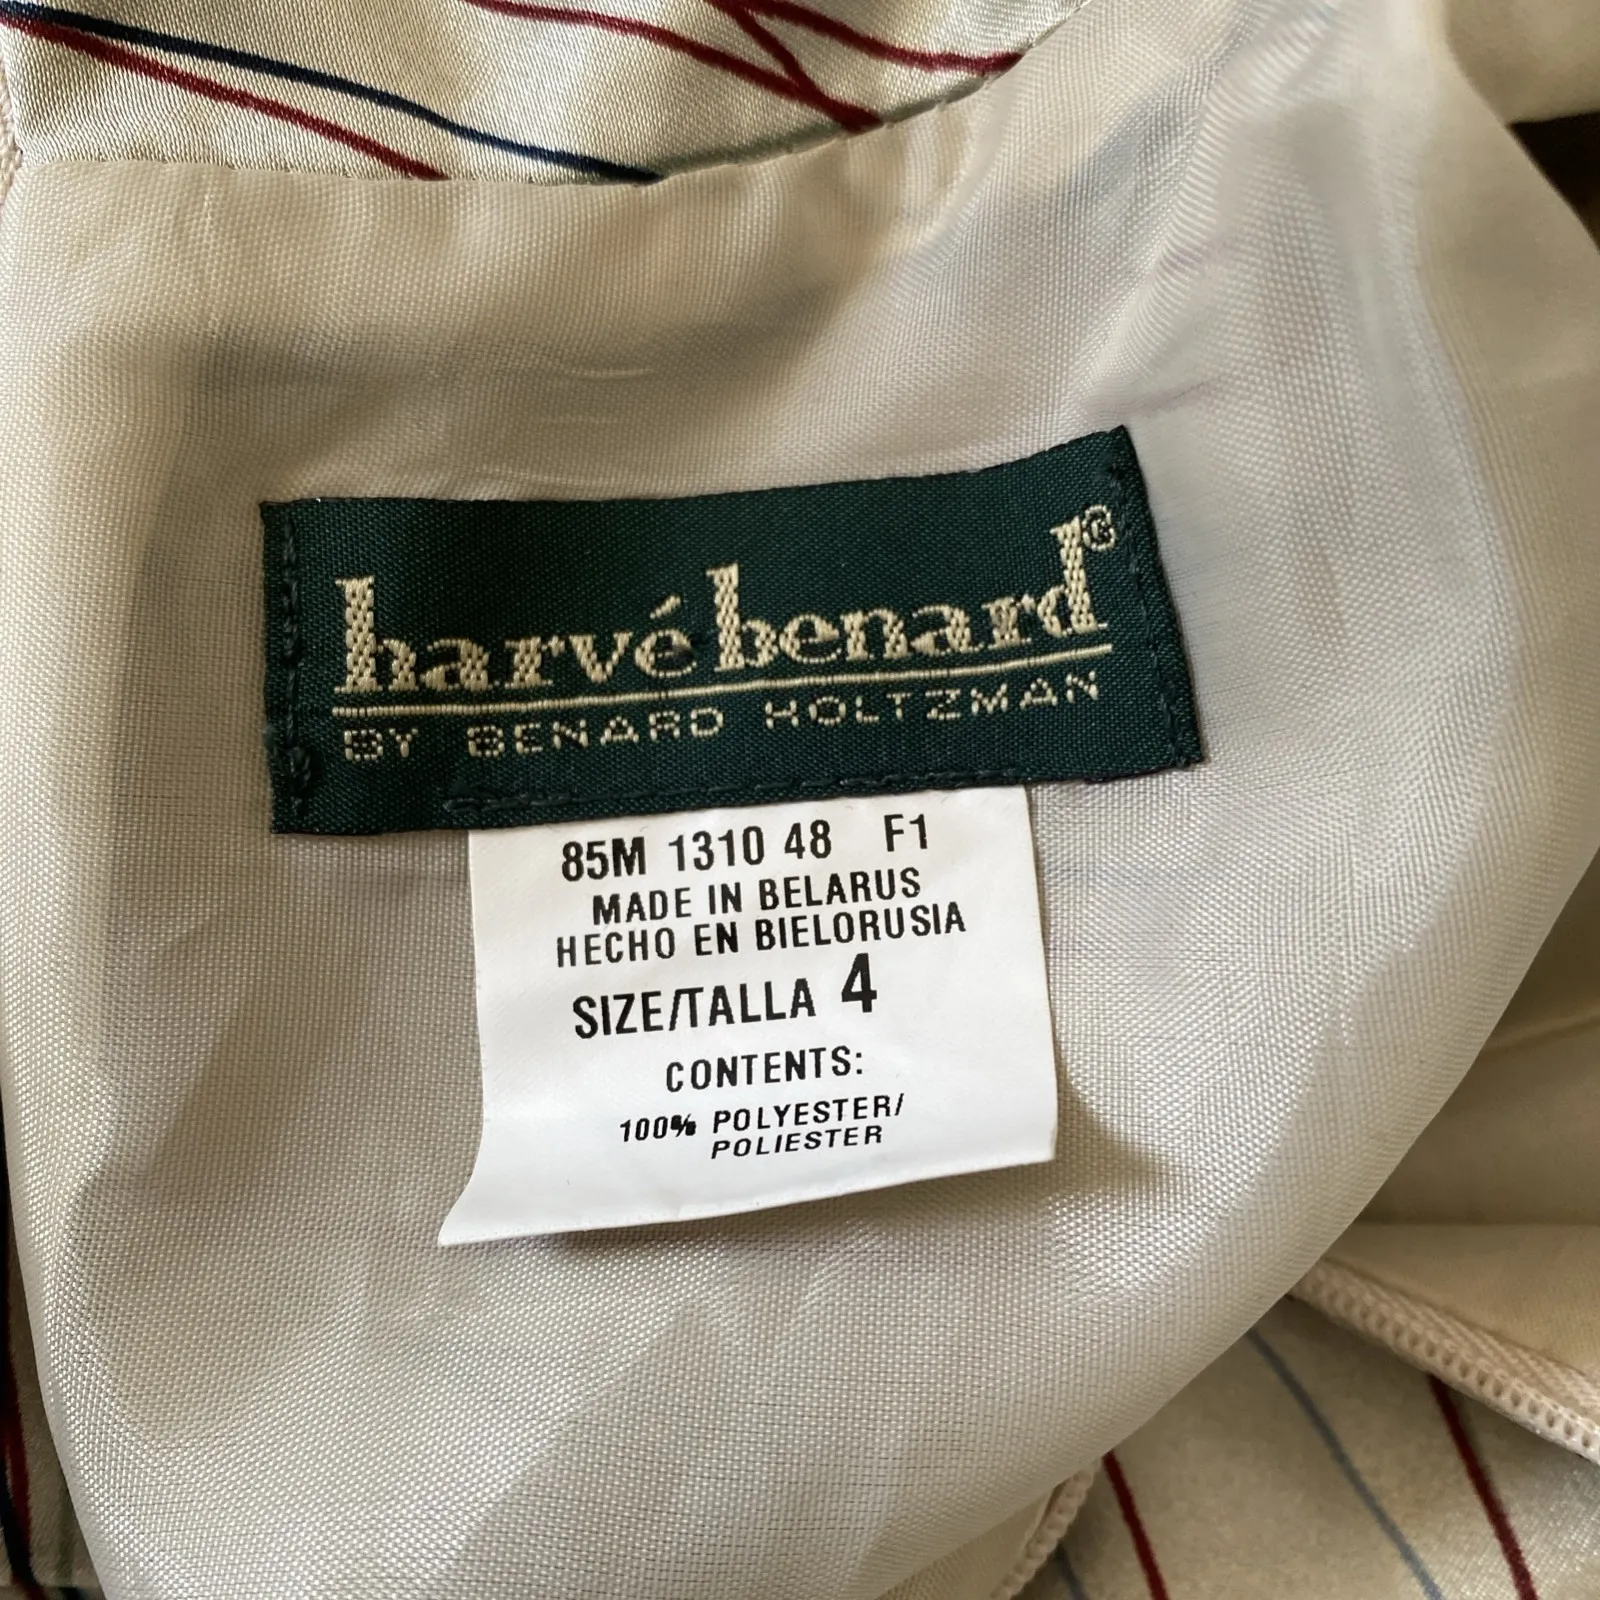 harvé benard®
BY BENARD HOLTZMAN
85M 1310 48 F1
MADE IN BELARUS
HECHO EN BIELORUSIA
SIZE/TALLA 4
CONTENTS:
100% POLYESTER/
POLIESTER